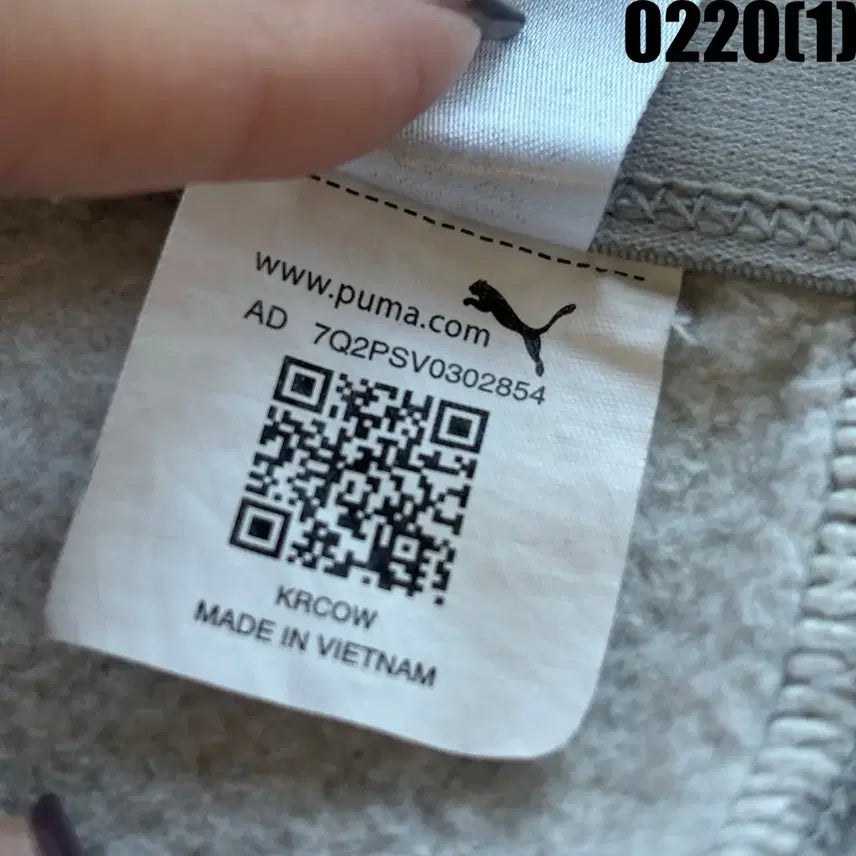 0220(1)
www.puma.com
AD 7Q2PSV0302854
KRCOW
MADE IN VIETNAM